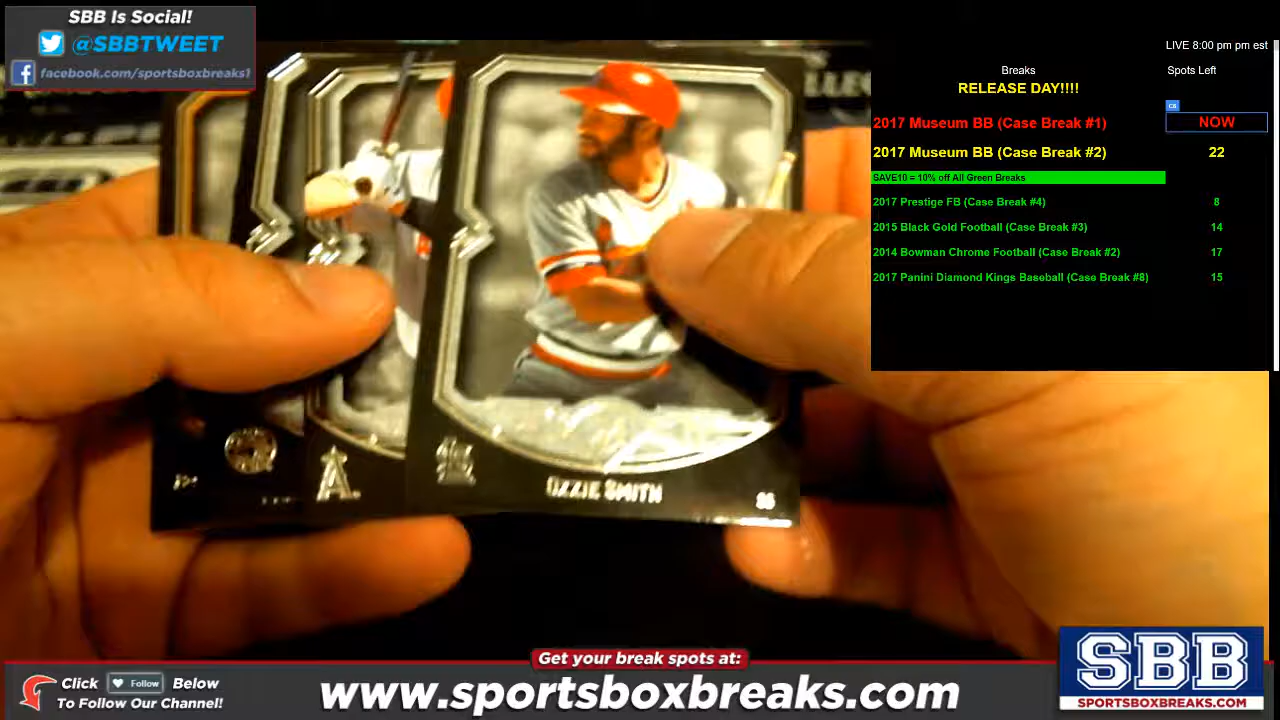 SBB Is Social!
@SBBTWEET
facebook.com/sportsboxbreaks1
LIVE 8:00 pm pm est
Breaks
Spots Left
RELEASE DAY!!!!
2017 Museum BB (Case Break #1)
NOW
2017 Museum BB (Case Break #2)
22
SAVE10 = 10% off All Green Breaks
2017 Prestige FB (Case Break #4)
8
2015 Black Gold Football (Case Break #3)
14
2014 Bowman Chrome Football (Case Break #2)
17
2017 Panini Diamond Kings Baseball (Case Break #8)
15
OZZIE SMITH
SS
Get your break spots at:
Click Follow Below
To Follow Our Channel!
www.sportsboxbreaks.com
SBB
SPORTSBOXBREAKS.COM